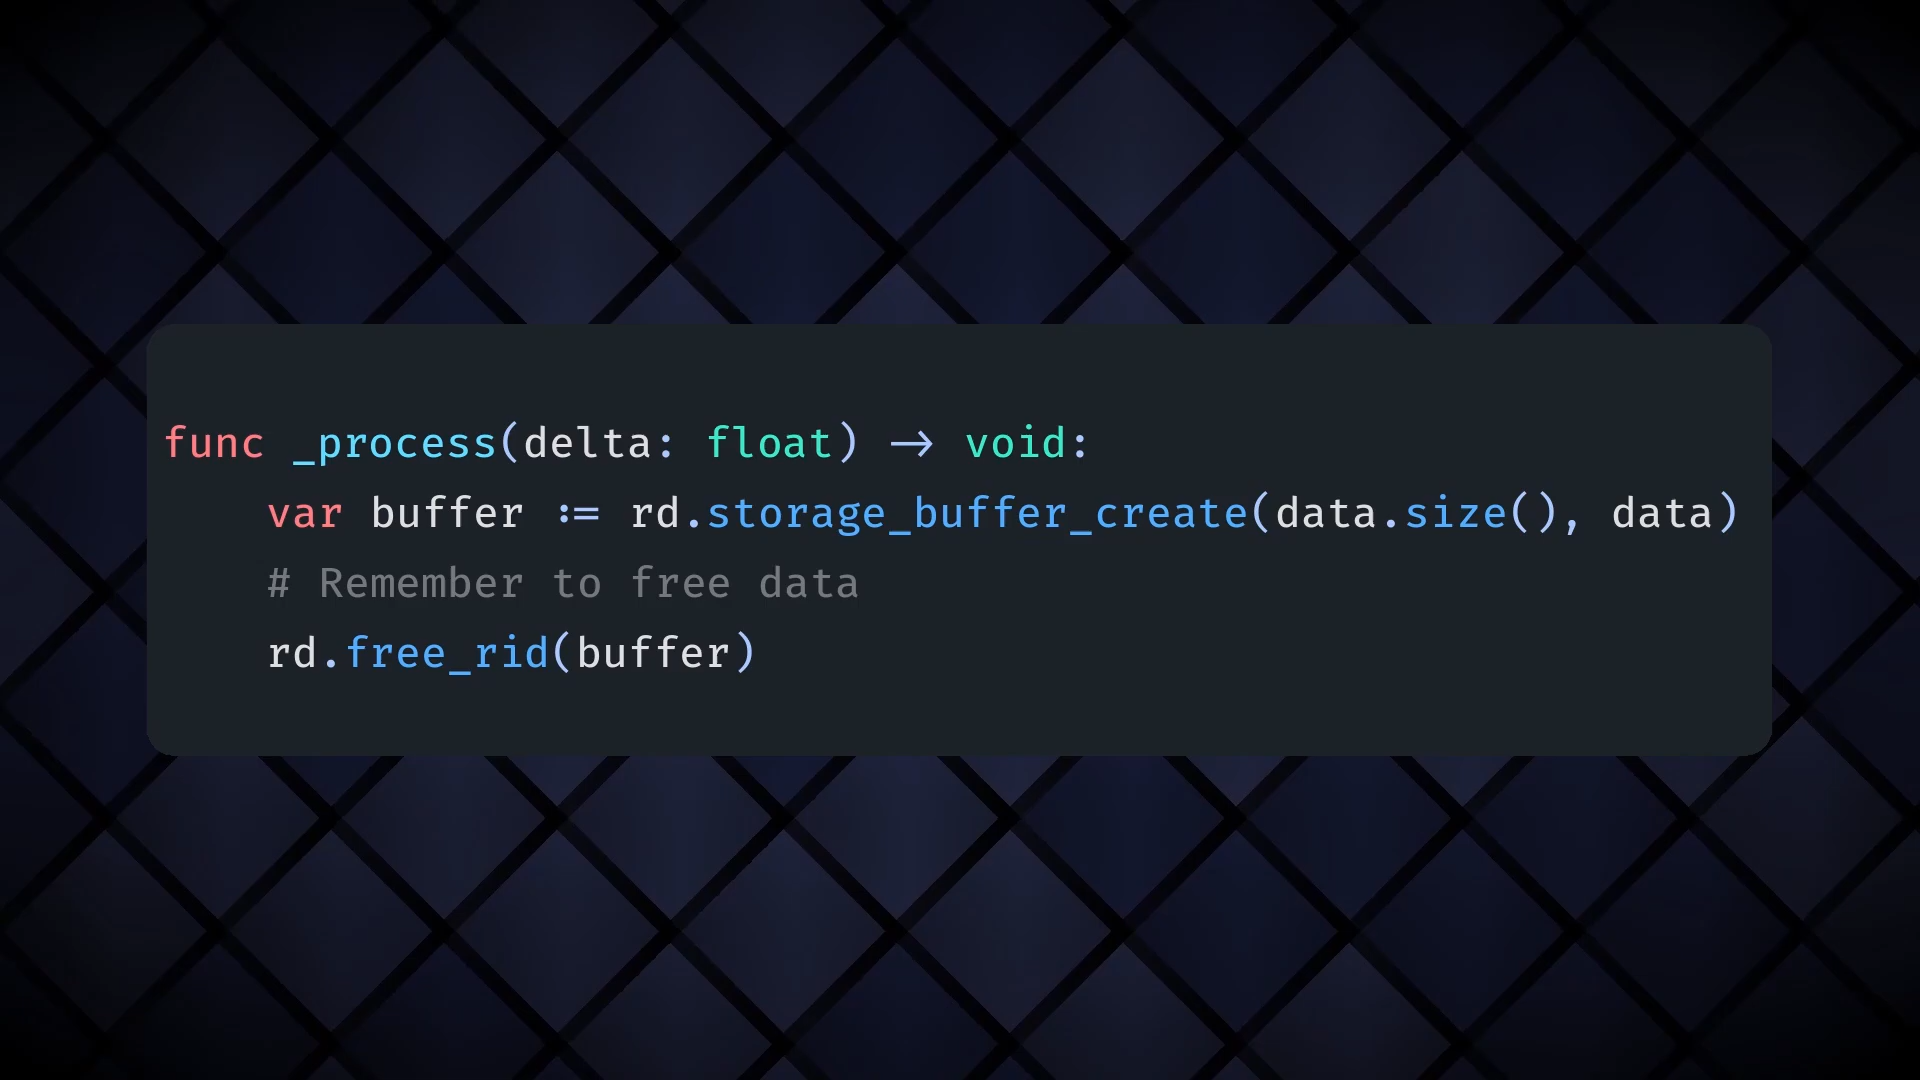 func _process(delta: float) -> void:
    var buffer := rd.storage_buffer_create(data.size(), data)
    # Remember to free data
    rd.free_rid(buffer)